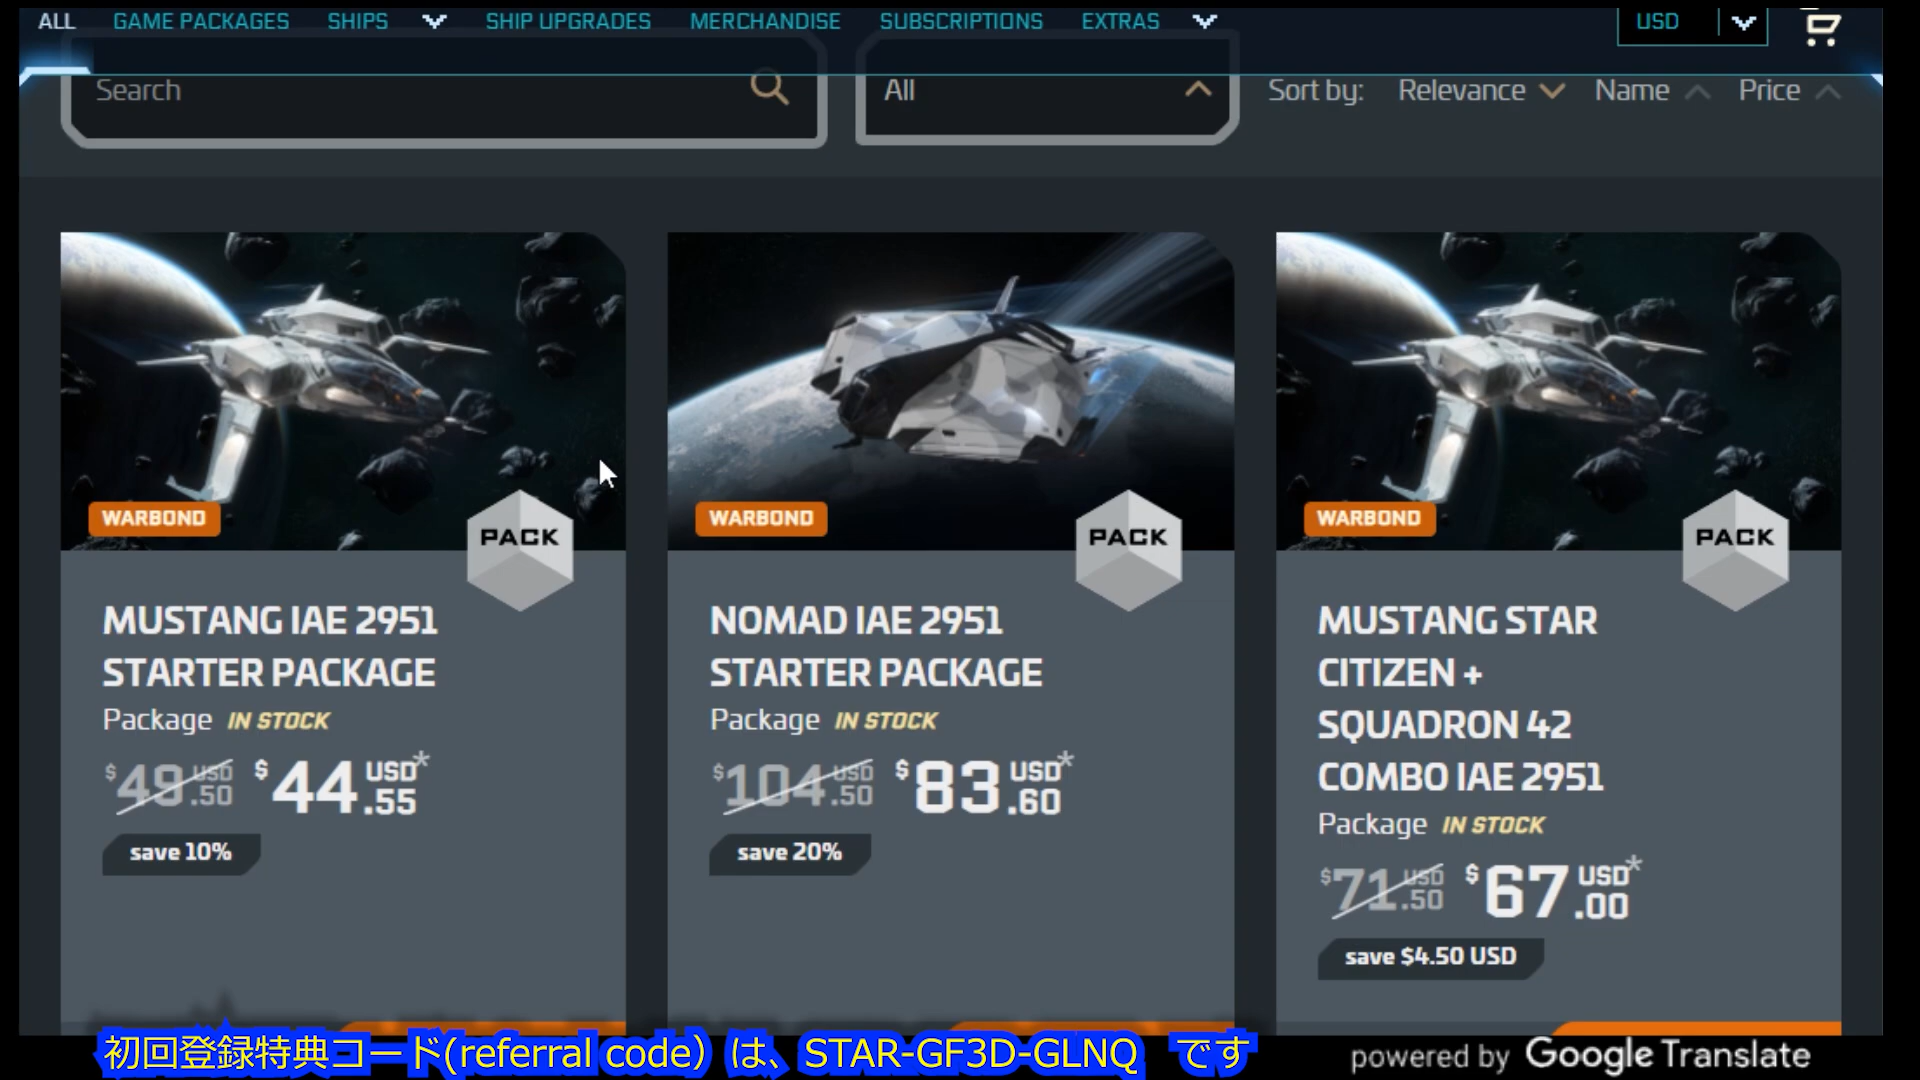 ALL GAME PACKAGES SHIPS SHIP UPGRADES MERCHANDISE SUBSCRIPTIONS EXTRAS USD
Search All Sort by: Relevance Name Price
WARBOND
PACK
MUSTANG IAE 2951
STARTER PACKAGE
Package IN STOCK
$49.50 USD $44.55 USD*
save 10%
WARBOND
PACK
NOMAD IAE 2951
STARTER PACKAGE
Package IN STOCK
$104.50 USD $83.60 USD*
save 20%
WARBOND
PACK
MUSTANG STAR
CITIZEN +
SQUADRON 42
COMBO IAE 2951
Package IN STOCK
$71.50 USD $67.00 USD*
save $4.50 USD
初回登録特典コード(referral code）は、STAR-GF3D-GLNQ　です
powered by Google Translate